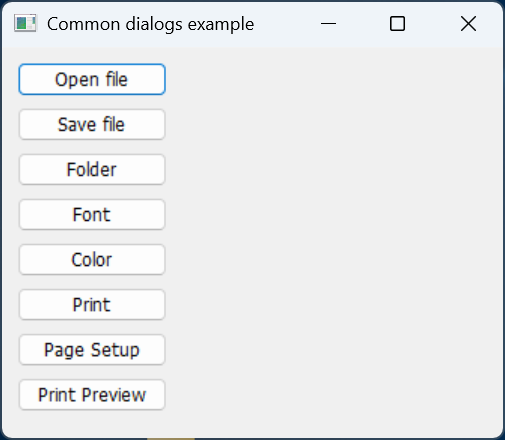 Common dialogs example
Open file
Save file
Folder
Font
Color
Print
Page Setup
Print Preview